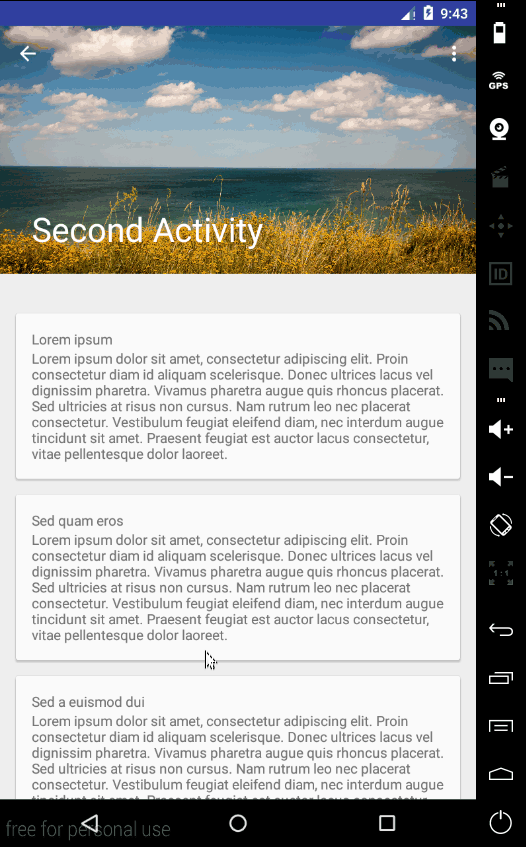 9:43
GPS
Second Activity
ID
Lorem ipsum
Lorem ipsum dolor sit amet, consectetur adipiscing elit. Proin
consectetur diam id aliquam scelerisque. Donec ultrices lacus vel
dignissim pharetra. Vivamus pharetra augue quis rhoncus placerat.
Sed ultricies at risus non cursus. Nam rutrum leo nec placerat
consectetur. Vestibulum feugiat eleifend diam, nec interdum augue
tincidunt sit amet. Praesent feugiat est auctor lacus consectetur,
vitae pellentesque dolor laoreet.
Sed quam eros
Lorem ipsum dolor sit amet, consectetur adipiscing elit. Proin
consectetur diam id aliquam scelerisque. Donec ultrices lacus vel
dignissim pharetra. Vivamus pharetra augue quis rhoncus placerat.
Sed ultricies at risus non cursus. Nam rutrum leo nec placerat
consectetur. Vestibulum feugiat eleifend diam, nec interdum augue
tincidunt sit amet. Praesent feugiat est auctor lacus consectetur,
vitae pellentesque dolor laoreet.
1:1
Sed a euismod dui
Lorem ipsum dolor sit amet, consectetur adipiscing elit. Proin
consectetur diam id aliquam scelerisque. Donec ultrices lacus vel
dignissim pharetra. Vivamus pharetra augue quis rhoncus placerat.
Sed ultricies at risus non cursus. Nam rutrum leo nec placerat
consectetur. Vestibulum feugiat eleifend diam, nec interdum augue
tincidunt sit amet. Praesent feugiat est auctor lacus consectetur,
free for personal use